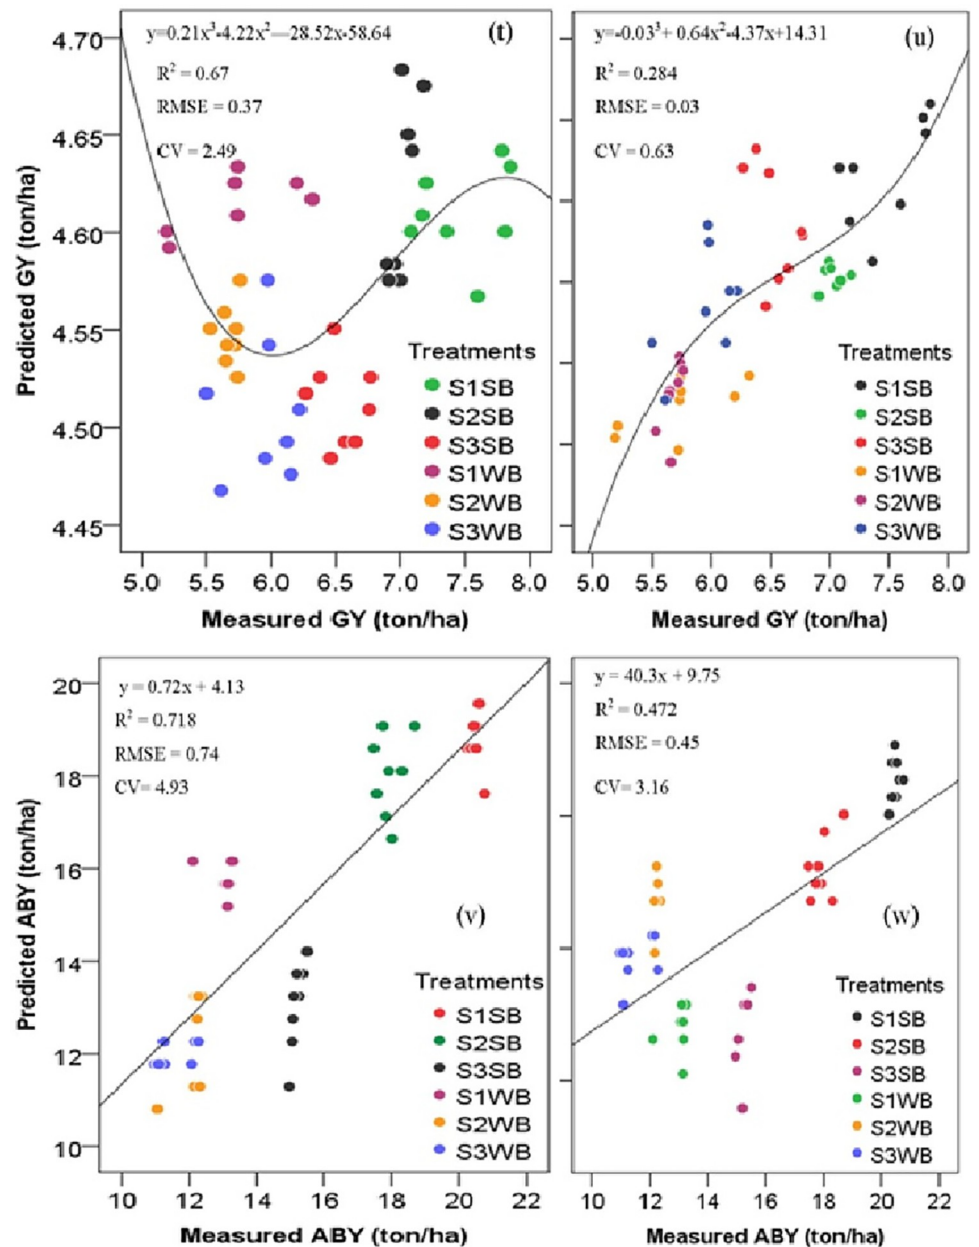 y=0.21x³-4.22x²—28.52x-58.64
(t)
R² = 0.67
RMSE = 0.37
CV = 2.49
4.70
4.65
4.60
4.55
4.50
4.45
Predicted GY (ton/ha)
Treatments
S1SB
S2SB
S3SB
S1WB
S2WB
S3WB
5.0 5.5 6.0 6.5 7.0 7.5 8.0
Measured GY (ton/ha)
y=-0.03³+ 0.64x²-4.37x+14.31
(u)
R² = 0.284
RMSE = 0.03
CV = 0.63
Treatments
S1SB
S2SB
S3SB
S1WB
S2WB
S3WB
5.0 5.5 6.0 6.5 7.0 7.5 8.0
Measured GY (ton/ha)
y = 0.72x + 4.13
R² = 0.718
RMSE = 0.74
CV= 4.93
20
18
16
14
12
10
Predicted ABY (ton/ha)
(v)
Treatments
S1SB
S2SB
S3SB
S1WB
S2WB
S3WB
10 12 14 16 18 20 22
Measured ABY (ton/ha)
y = 40.3x + 9.75
R² = 0.472
RMSE = 0.45
CV= 3.16
(w)
Treatments
S1SB
S2SB
S3SB
S1WB
S2WB
S3WB
10 12 14 16 18 20 22
Measured ABY (ton/ha)